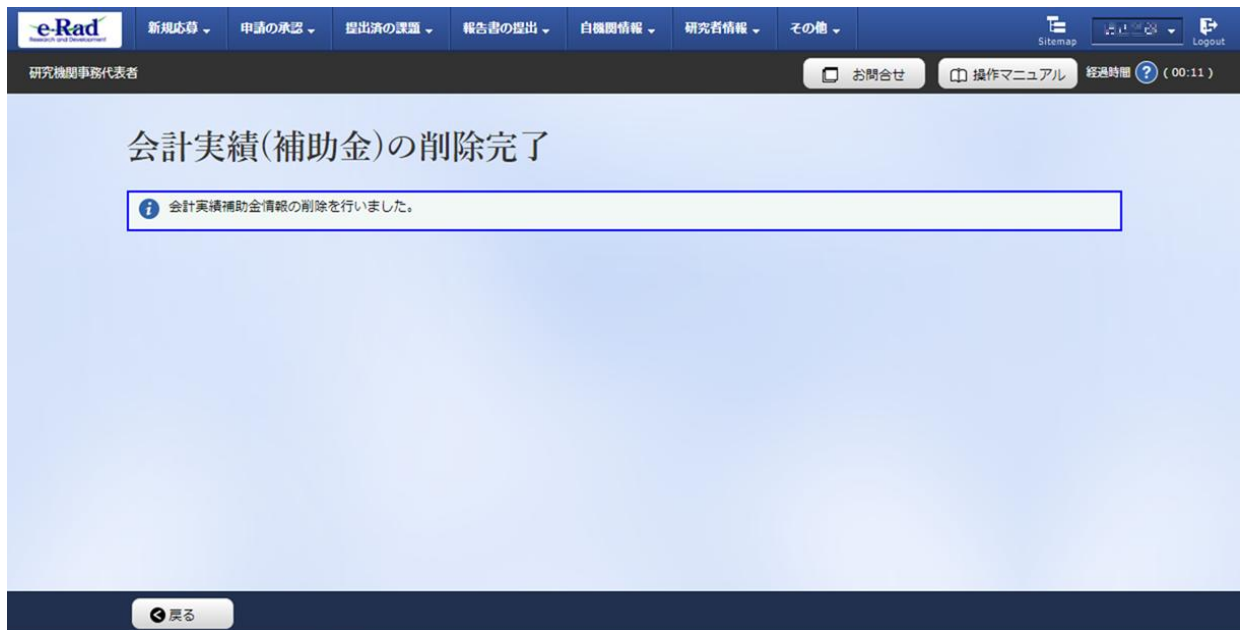 e-Rad
Research and Development
新規応募
申請の承認
提出済の課題
報告書の提出
自機関情報
研究者情報
その他
Sitemap
Logout
研究機関事務代表者
お問合せ
操作マニュアル
経過時間 ? ( 00:11 )
会計実績(補助金)の削除完了
会計実績補助金情報の削除を行いました。
戻る